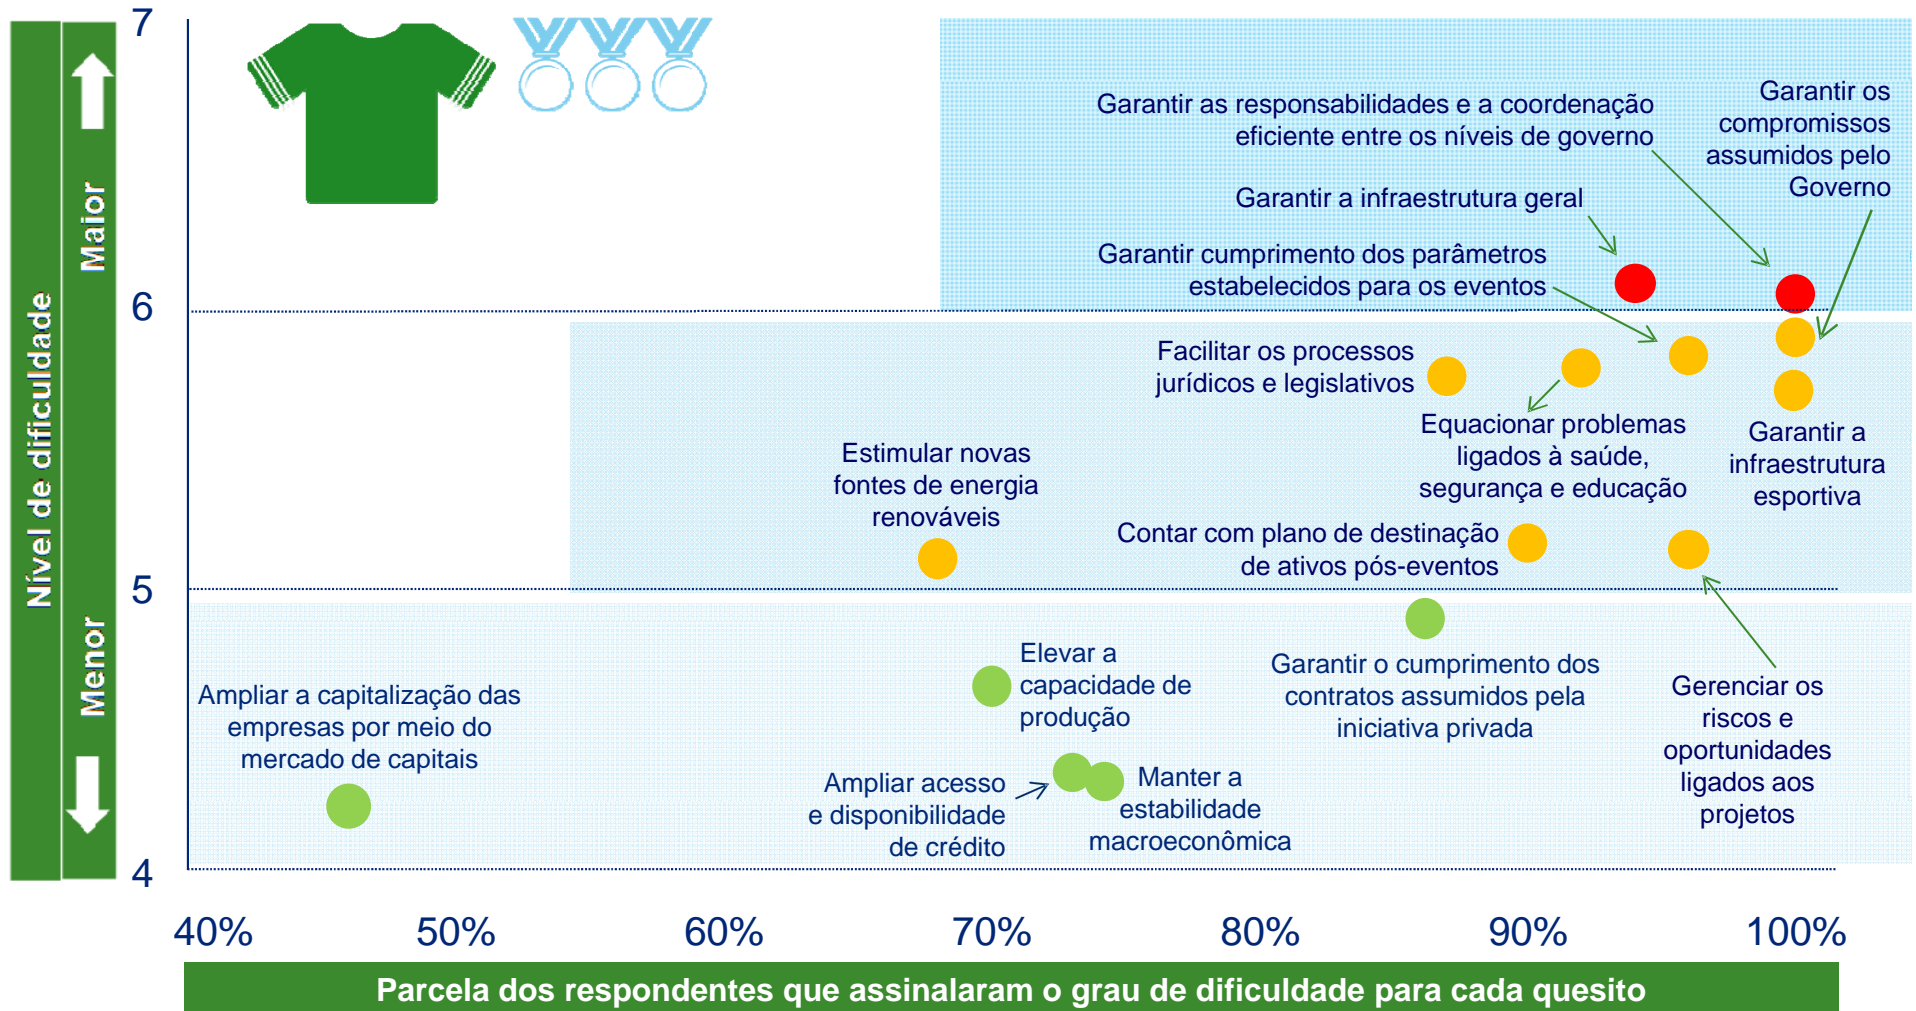 7
6
5
4
Nível de dificuldade
Maior
Menor
Garantir as responsabilidades e a coordenação
eficiente entre os níveis de governo
Garantir os
compromissos
assumidos pelo
Governo
Garantir a infraestrutura geral
Garantir cumprimento dos parâmetros
estabelecidos para os eventos
Facilitar os processos
jurídicos e legislativos
Equacionar problemas
ligados à saúde,
segurança e educação
Garantir a
infraestrutura
esportiva
Estimular novas
fontes de energia
renováveis
Contar com plano de destinação
de ativos pós-eventos
Elevar a
capacidade de
produção
Garantir o cumprimento dos
contratos assumidos pela
iniciativa privada
Gerenciar os
riscos e
oportunidades
ligados aos
projetos
Ampliar a capitalização das
empresas por meio do
mercado de capitais
Ampliar acesso
e disponibilidade
de crédito
Manter a
estabilidade
macroeconômica
40% 50% 60% 70% 80% 90% 100%
Parcela dos respondentes que assinalaram o grau de dificuldade para cada quesito